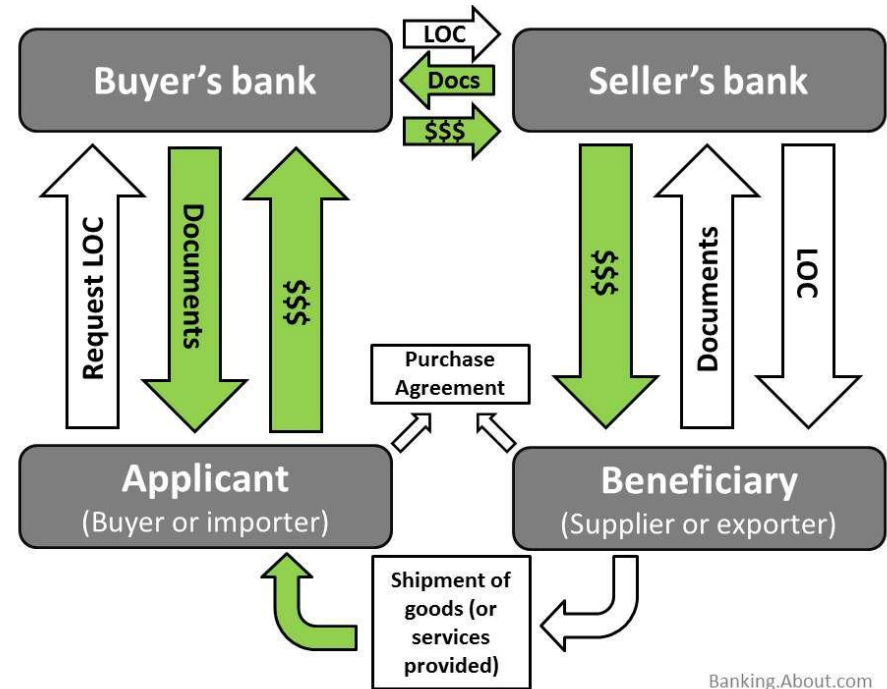 LOC
Buyer's bank
Docs
Seller's bank
$$$
Request LOC
Documents
$$$
$$$
Documents
LOC
Purchase
Agreement
Applicant
(Buyer or importer)
Beneficiary
(Supplier or exporter)
Shipment of
goods (or
services
provided)
Banking.About.com